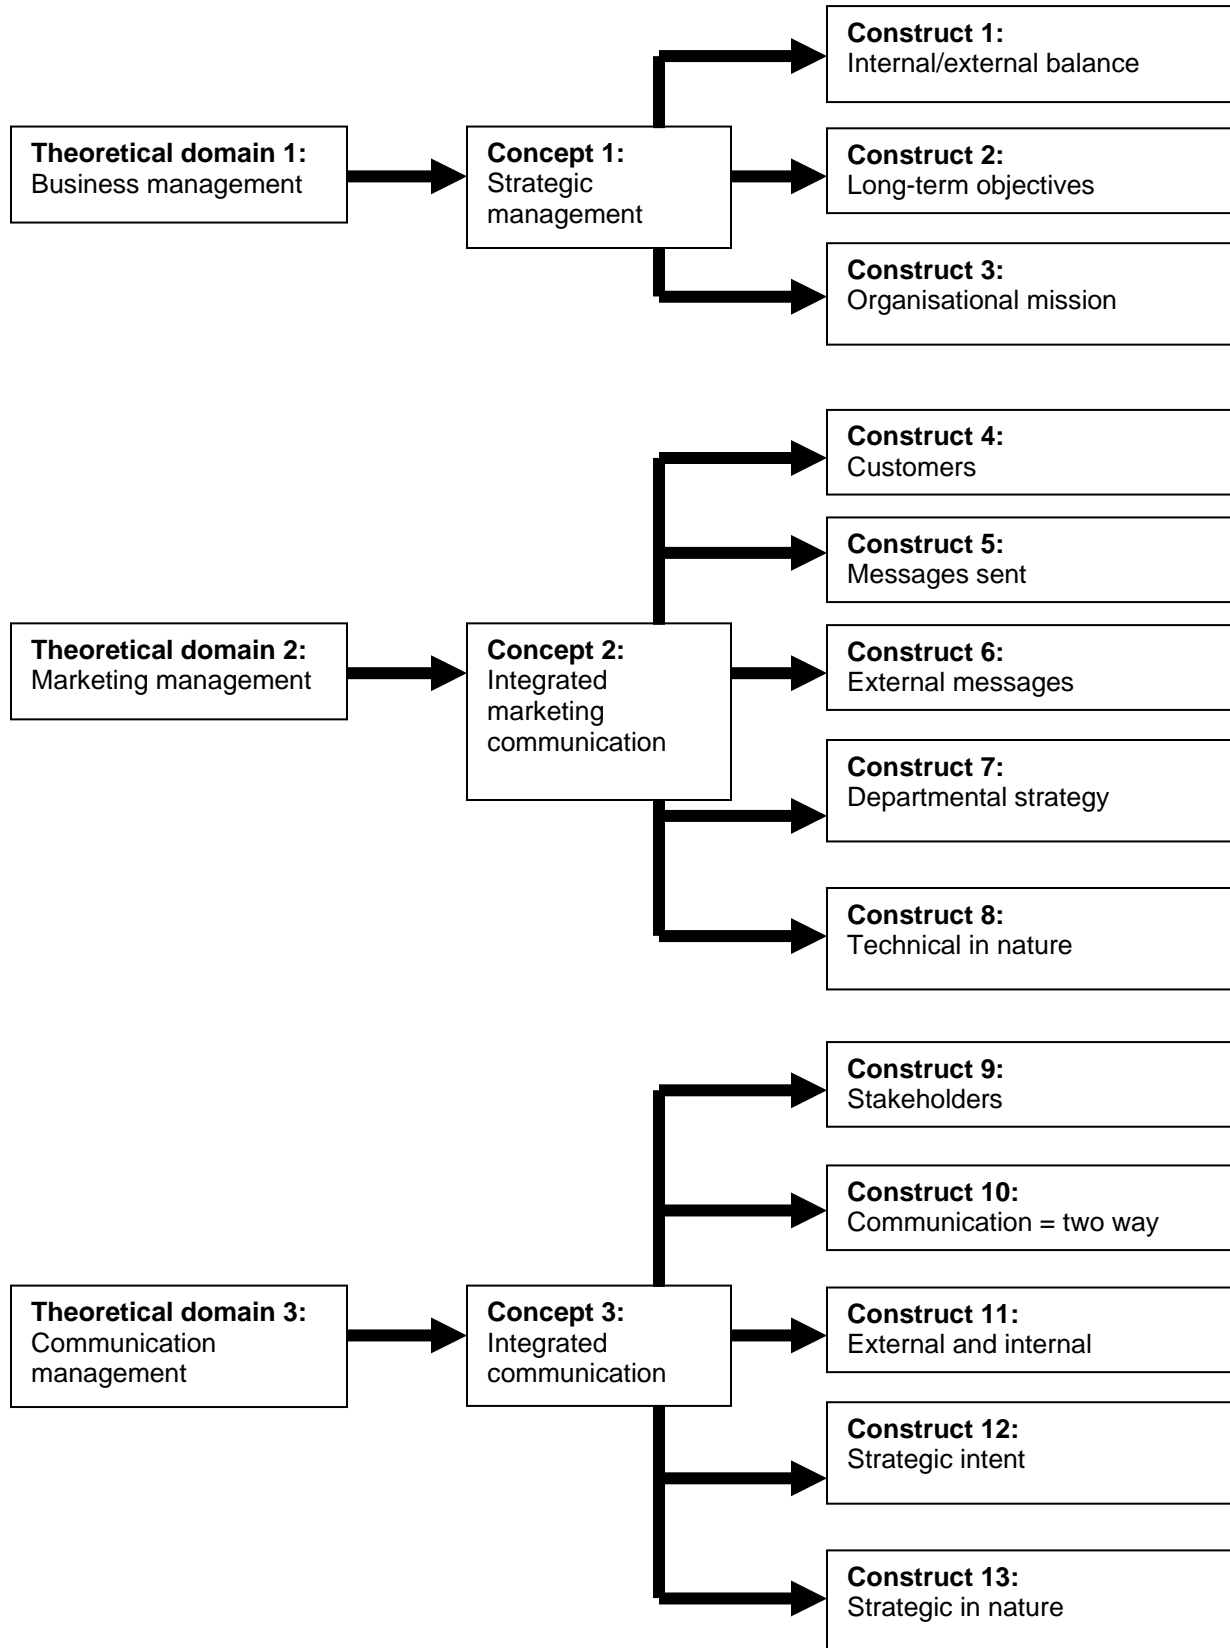 Construct 1:
Internal/external balance
Theoretical domain 1:
Business management
Concept 1:
Strategic
management
Construct 2:
Long-term objectives
Construct 3:
Organisational mission
Construct 4:
Customers
Construct 5:
Messages sent
Theoretical domain 2:
Marketing management
Concept 2:
Integrated
marketing
communication
Construct 6:
External messages
Construct 7:
Departmental strategy
Construct 8:
Technical in nature
Construct 9:
Stakeholders
Construct 10:
Communication = two way
Theoretical domain 3:
Communication
management
Concept 3:
Integrated
communication
Construct 11:
External and internal
Construct 12:
Strategic intent
Construct 13:
Strategic in nature